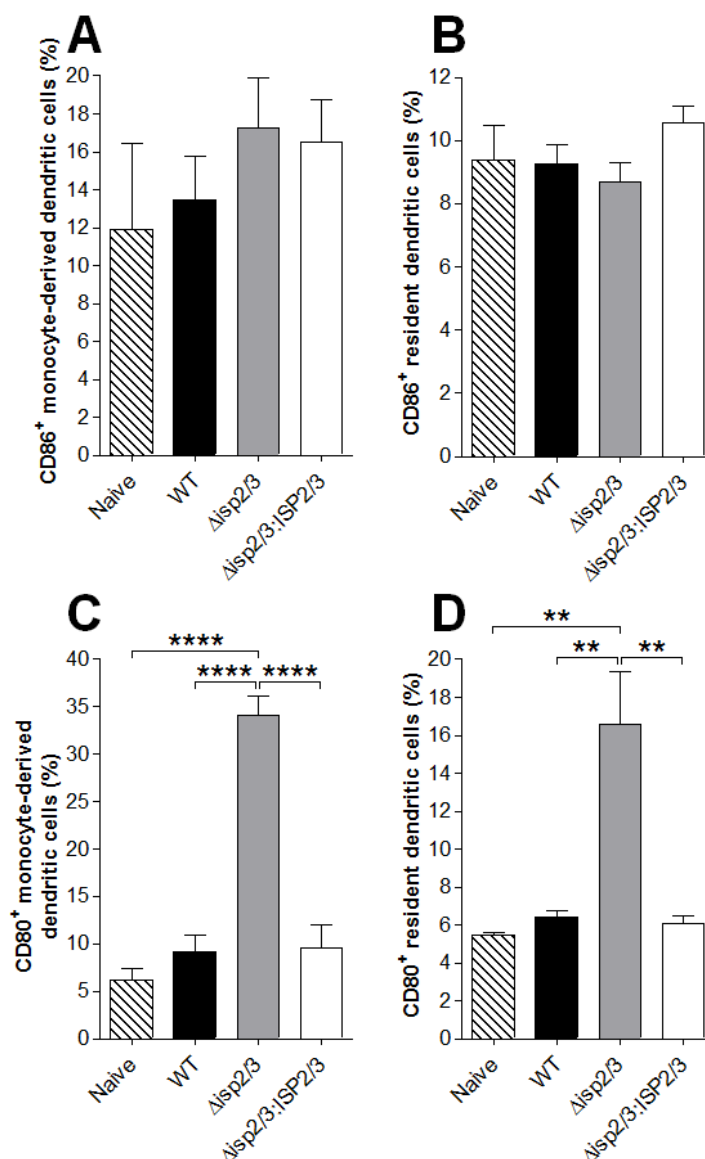 A
CD86+ monocyte-derived dendritic cells (%)
20
18
16
14
12
10
8
6
4
2
0
Naive
WT
Δisp2/3
Δisp2/3:ISP2/3
B
CD86+ resident dendritic cells (%)
12
10
8
6
4
2
0
Naive
WT
Δisp2/3
Δisp2/3:ISP2/3
C
CD80+ monocyte-derived
dendritic cells (%)
****
**** ****
40
35
30
25
20
15
10
5
0
Naive
WT
Δisp2/3
Δisp2/3:ISP2/3
D
CD80+ resident dendritic cells (%)
**
** **
20
18
16
14
12
10
8
6
4
2
0
Naive
WT
Δisp2/3
Δisp2/3:ISP2/3